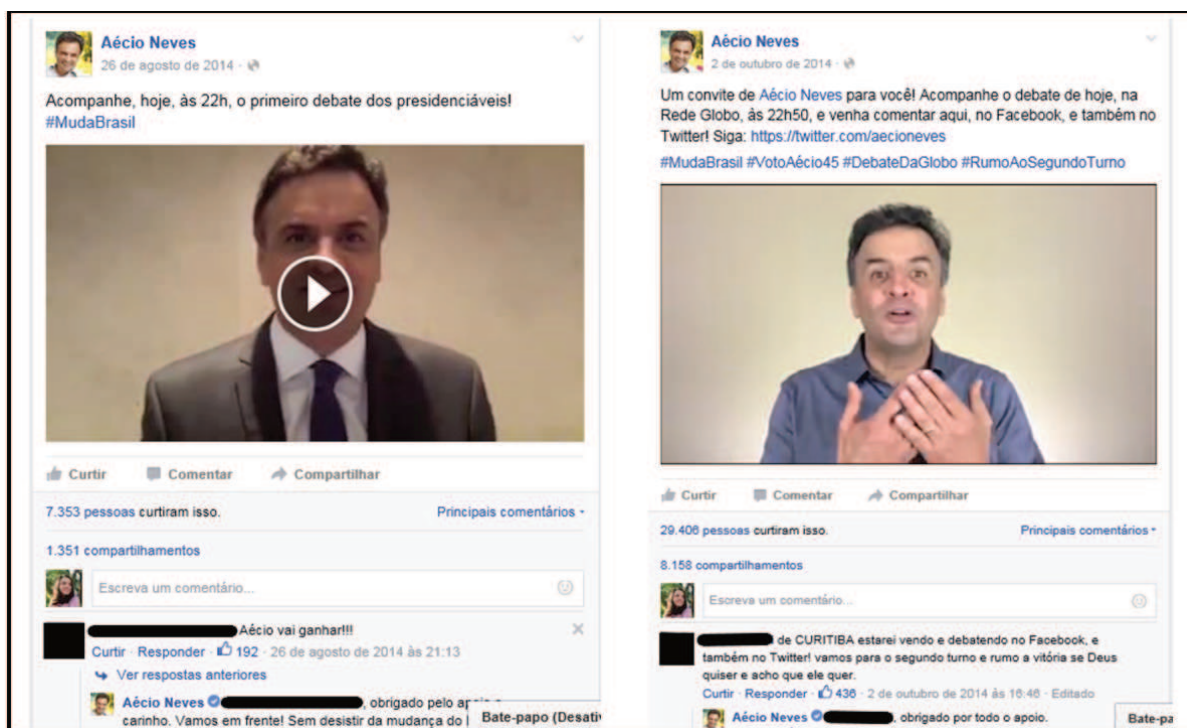 Aécio Neves
26 de agosto de 2014 ·
Acompanhe, hoje, às 22h, o primeiro debate dos presidenciáveis!
#MudaBrasil
Curtir Comentar Compartilhar
7.353 pessoas curtiram isso. Principais comentários
1.351 compartilhamentos
Escreva um comentário...
Aécio vai ganhar!!!
Curtir · Responder · 192 · 26 de agosto de 2014 às 21:13
Ver respostas anteriores
Aécio Neves , obrigado pelo
carinho. Vamos em frente! Sem desistir da mudança do
Bate-papo (Desati
Aécio Neves
2 de outubro de 2014 ·
Um convite de Aécio Neves para você! Acompanhe o debate de hoje, na
Rede Globo, às 22h50, e venha comentar aqui, no Facebook, e também no
Twitter! Siga: https://twitter.com/aecioneves
#MudaBrasil #VotoAécio45 #DebateDaGlobo #RumoAoSegundoTurno
Curtir Comentar Compartilhar
29.406 pessoas curtiram isso. Principais comentários
8.158 compartilhamentos
Escreva um comentário...
de CURITIBA estarei vendo e debatendo no Facebook, e
também no Twitter! vamos para o segundo turno e rumo a vitória se Deus
quiser e acho que ele quer.
Curtir · Responder · 436 · 2 de outubro de 2014 às 16:46 · Editado
Aécio Neves , obrigado por todo o apoio.
Bate-pa